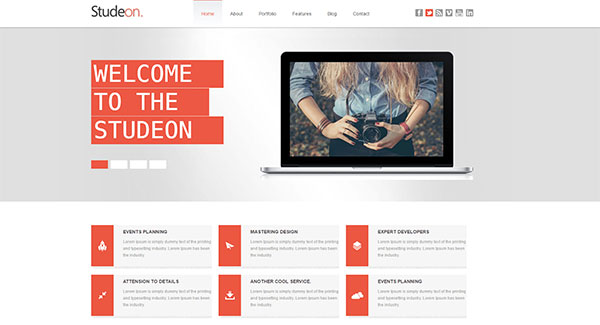 Studeon.
Home About Portfolio Features Blog Contact
WELCOME
TO THE
STUDEON
EVENTS PLANNING
Lorem Ipsum is simply dummy text of the printing
and typesetting industry. Lorem Ipsum has been
the industry.
MASTERING DESIGN
Lorem Ipsum is simply dummy text of the printing
and typesetting industry. Lorem Ipsum has been
the industry.
EXPERT DEVELOPERS
Lorem Ipsum is simply dummy text of the printing
and typesetting industry. Lorem Ipsum has been
the industry.
ATTENTION TO DETAILS
Lorem Ipsum is simply dummy text of the printing
and typesetting industry. Lorem Ipsum has been
the industry.
ANOTHER COOL SERVICE.
Lorem Ipsum is simply dummy text of the printing
and typesetting industry. Lorem Ipsum has been
the industry.
EVENTS PLANNING
Lorem Ipsum is simply dummy text of the printing
and typesetting industry. Lorem Ipsum has been
the industry.